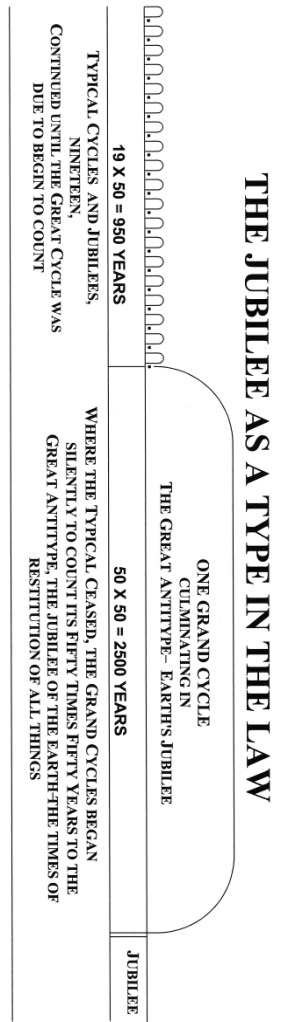 THE JUBILEE AS A TYPE IN THE LAW
ONE GRAND CYCLE
CULMINATING IN
THE GREAT ANTITYPE– EARTH'S JUBILEE
19 X 50 = 950 YEARS
50 X 50 = 2500 YEARS
JUBILEE
TYPICAL CYCLES AND JUBILEES,
NINETEEN,
CONTINUED UNTIL THE GREAT CYCLE WAS
DUE TO BEGIN TO COUNT
WHERE THE TYPICAL CEASED, THE GRAND CYCLES BEGAN
SILENTLY TO COUNT ITS FIFTY TIMES FIFTY YEARS TO THE
GREAT ANTITYPE, THE JUBILEE OF THE EARTH-THE TIMES OF
RESTITUTION OF ALL THINGS